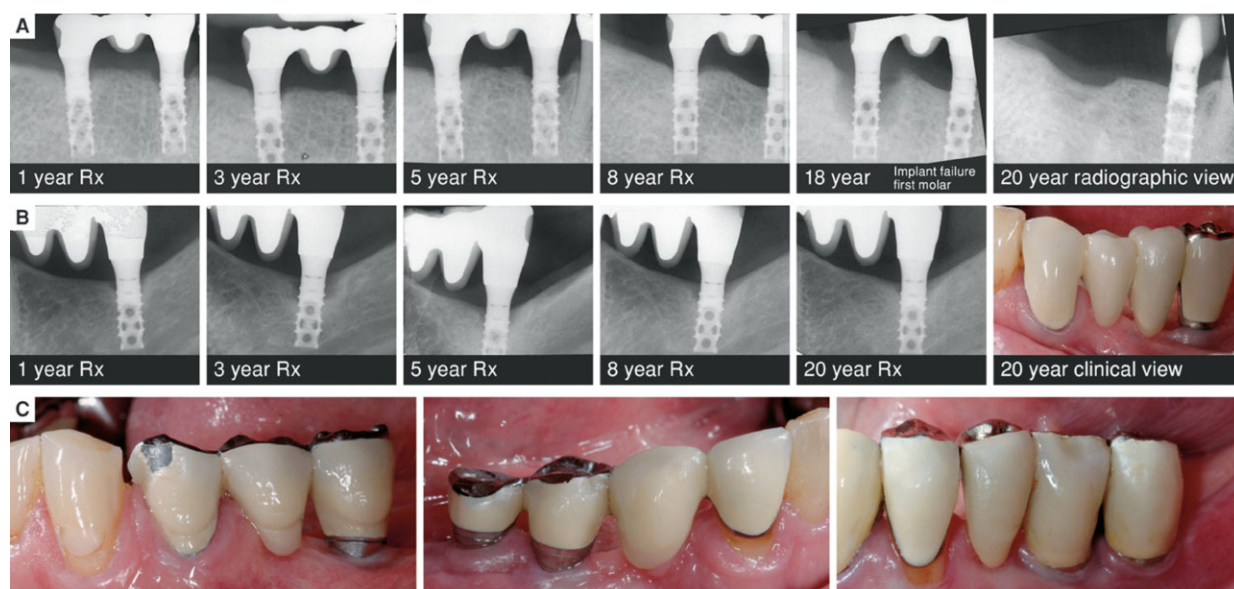 A
1 year Rx
3 year Rx
5 year Rx
8 year Rx
18 year
Implant failure
first molar
20 year radiographic view
B
1 year Rx
3 year Rx
5 year Rx
8 year Rx
20 year Rx
20 year clinical view
C